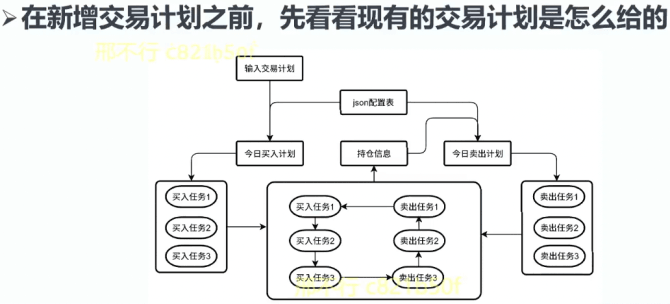 ➢在新增交易计划之前，先看看现有的交易计划是怎么给的
邢不行 c821b50f
输入交易计划
json配置表
今日买入计划
持仓信息
今日卖出计划
买入任务1
买入任务2
买入任务3
买入任务1
卖出任务1
买入任务2
卖出任务2
买入任务3
卖出任务3
卖出任务1
卖出任务2
卖出任务3
邢不行 c821b50f